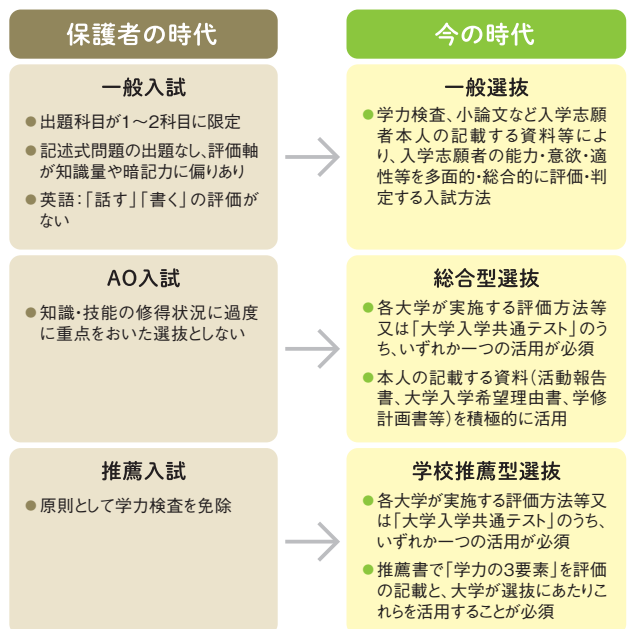 保護者の時代
今の時代
一般入試
●出題科目が1～2科目に限定
●記述式問題の出題なし、評価軸
が知識量や暗記力に偏りあり
●英語：「話す」「書く」の評価が
ない
一般選抜
●学力検査、小論文など入学志願
者本人の記載する資料等によ
り、入学志願者の能力・意欲・適
性等を多面的・総合的に評価・判
定する入試方法
AO入試
●知識・技能の修得状況に過度
に重点をおいた選抜としない
総合型選抜
●各大学が実施する評価方法等
又は「大学入学共通テスト」のう
ち、いずれか一つの活用が必須
●本人の記載する資料（活動報告
書、大学入学希望理由書、学修
計画書等）を積極的に活用
推薦入試
●原則として学力検査を免除
学校推薦型選抜
●各大学が実施する評価方法等又
は「大学入学共通テスト」のうち、
いずれか一つの活用が必須
●推薦書で「学力の3要素」を評価
の記載と、大学が選抜にあたりこ
れらを活用することが必須